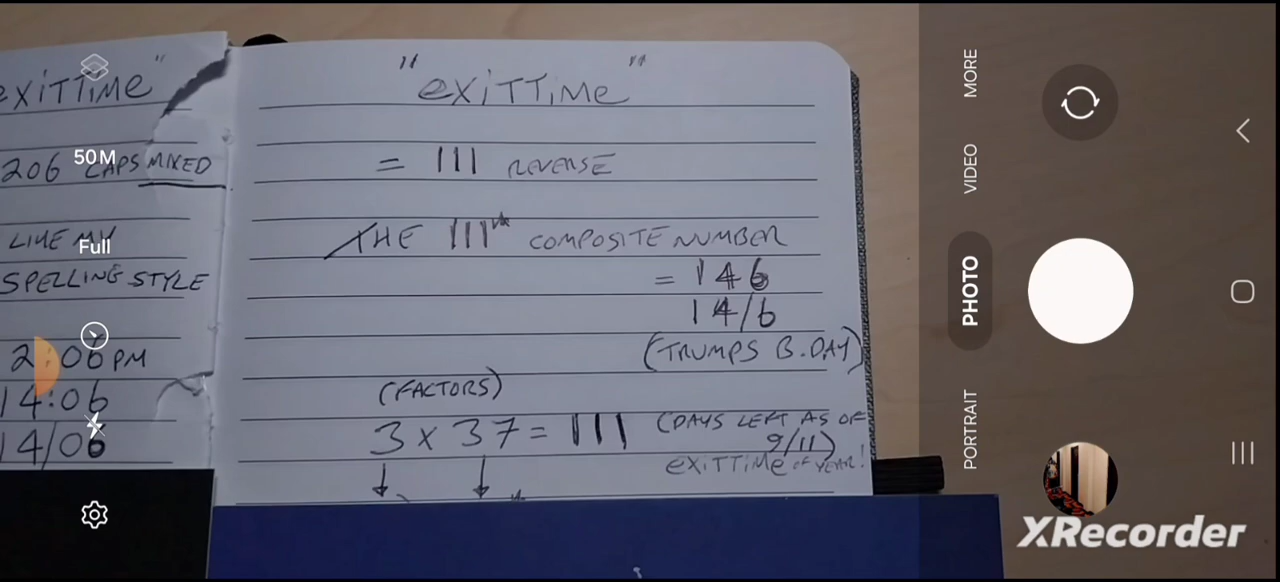 exiTTiMe"
206 CAPS MIXED
SPELLING STYLE
2:06 PM
14:06
14/06
"exiTTiMe"
= 111 REVERSE
THE 111th COMPOSITE NUMBER
= 146
14/6
(TRUMPS B.DAY)
(FACTORS)
3 x 37 = 111 (DAYS LEFT AS OF
9/11)
exiTTiMe OF YEAR!
50M
Full
MORE
VIDEO
PHOTO
PORTRAIT
XRecorder